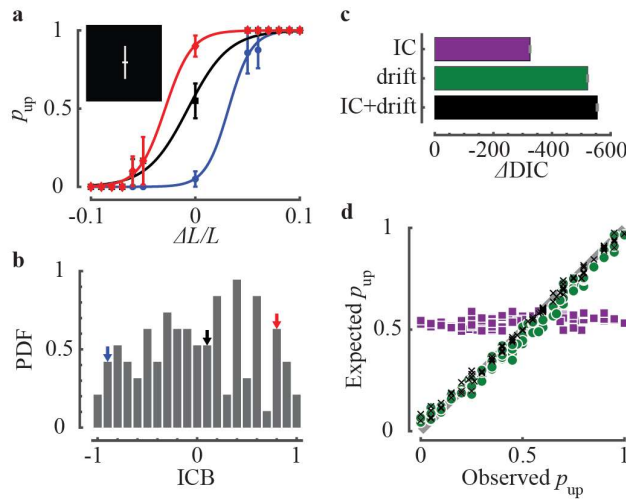 a
1
0.5
0
p_up
-0.1
0
0.1
ΔL/L
b
1
0.5
0
PDF
-1
0
1
ICB
c
IC
drift
IC+drift
0
-200
-400
-600
ΔDIC
d
1
0.5
0
Expected p_up
0
0.5
1
Observed p_up